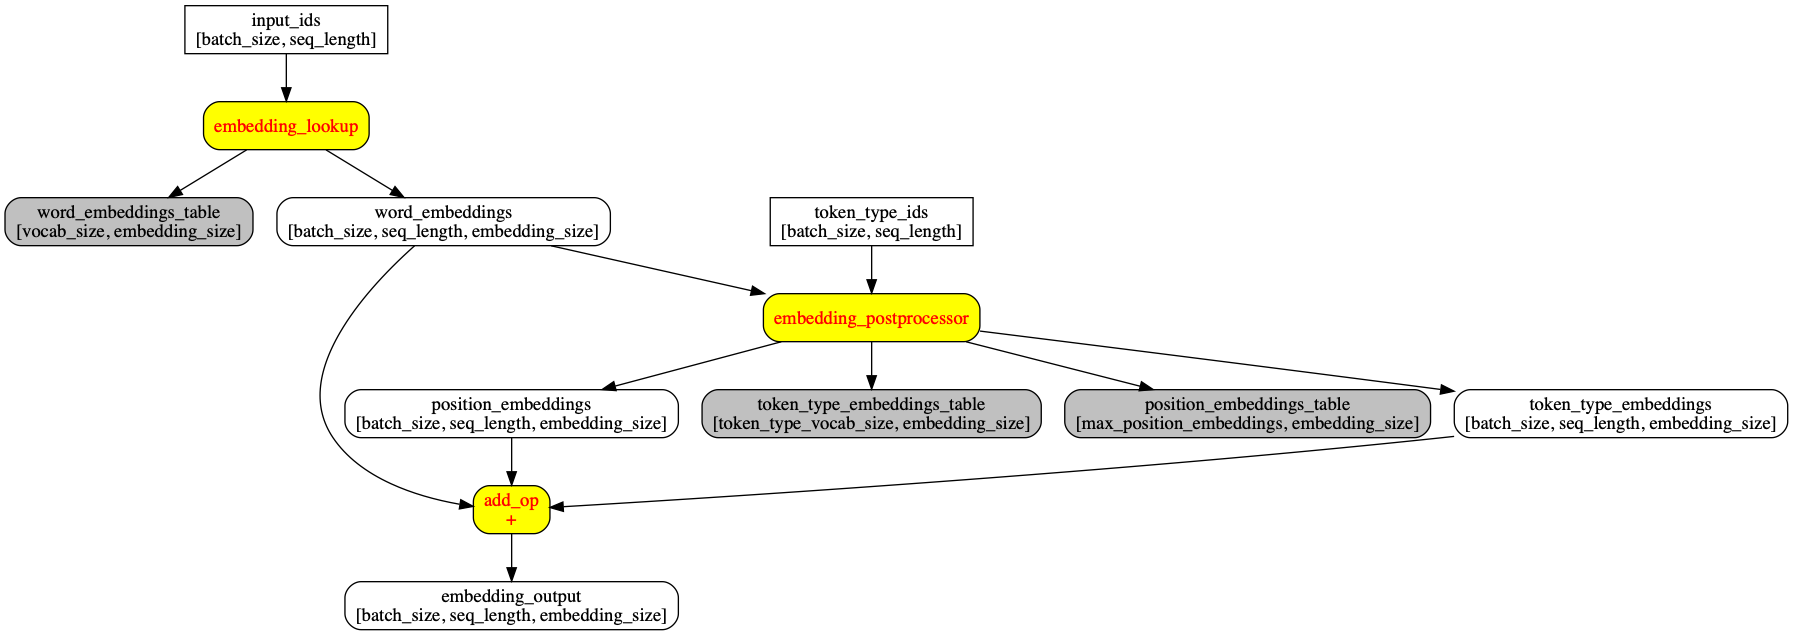 input_ids
[batch_size, seq_length]
embedding_lookup
word_embeddings_table
[vocab_size, embedding_size]
word_embeddings
[batch_size, seq_length, embedding_size]
token_type_ids
[batch_size, seq_length]
embedding_postprocessor
position_embeddings
[batch_size, seq_length, embedding_size]
token_type_embeddings_table
[token_type_vocab_size, embedding_size]
position_embeddings_table
[max_position_embeddings, embedding_size]
token_type_embeddings
[batch_size, seq_length, embedding_size]
add_op
+
embedding_output
[batch_size, seq_length, embedding_size]